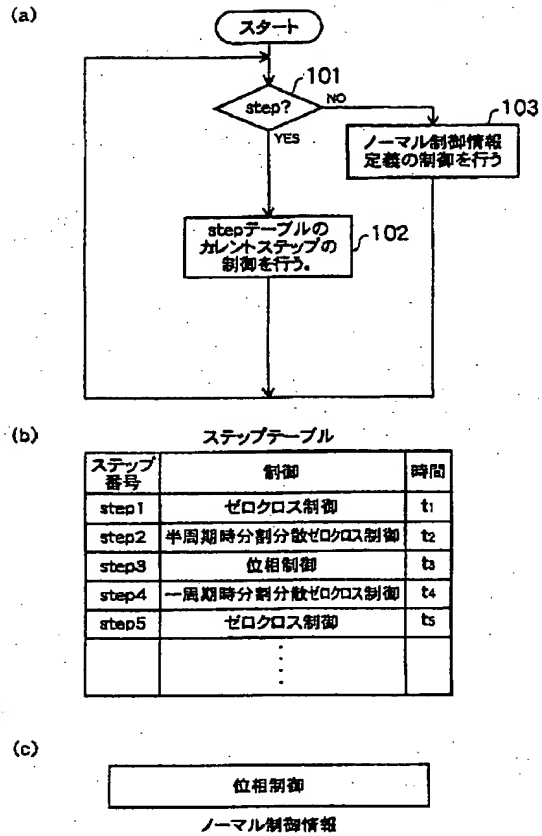 (a)
スタート
101
step?
NO
103
YES
ノーマル制御情報
定義の制御を行う
stepテーブルの
カレントステップの
制御を行う。
102
(b)
ステップテーブル
ステップ
番号
制御
時間
step1
ゼロクロス制御
t1
step2
半周期時分割分散ゼロクロス制御
t2
step3
位相制御
t3
step4
一周期時分割分散ゼロクロス制御
t4
step5
ゼロクロス制御
t5
(c)
位相制御
ノーマル制御情報